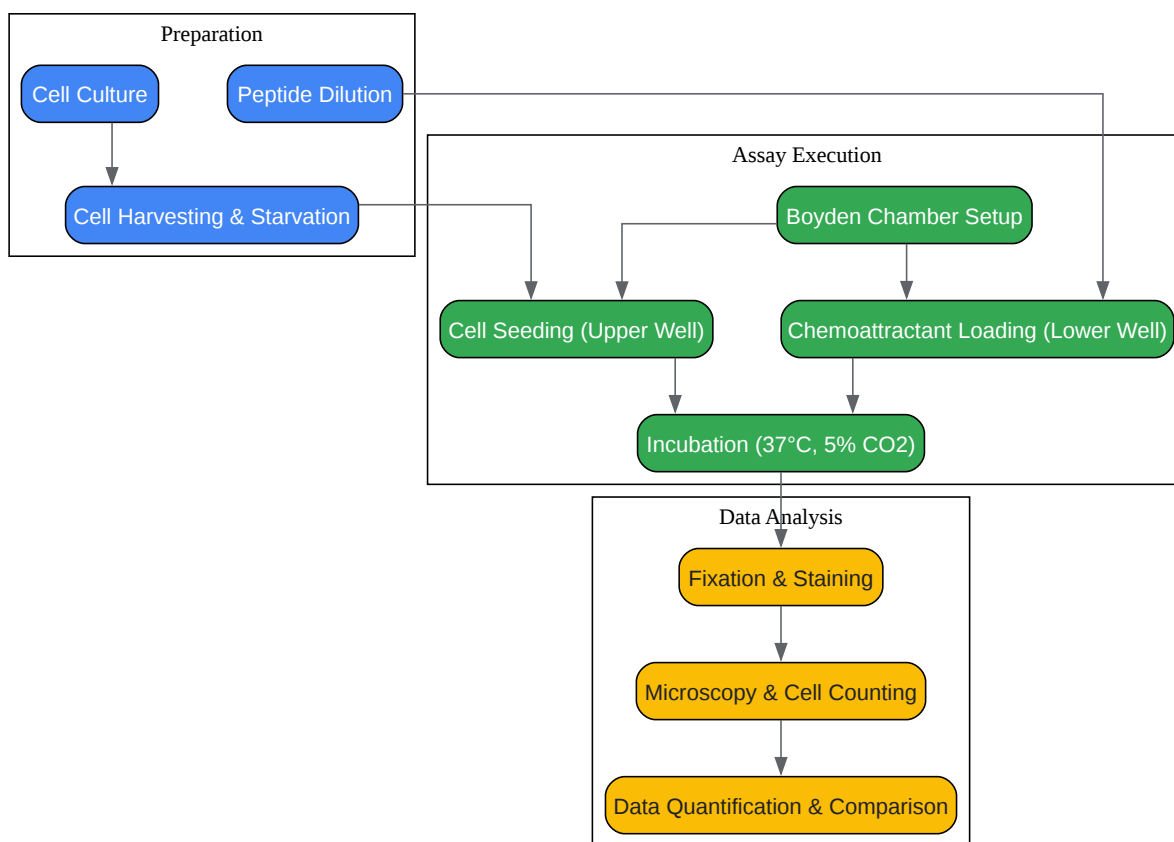 Preparation
Cell Culture
Peptide Dilution
Cell Harvesting & Starvation
Assay Execution
Boyden Chamber Setup
Cell Seeding (Upper Well)
Chemoattractant Loading (Lower Well)
Incubation (37°C, 5% CO2)
Data Analysis
Fixation & Staining
Microscopy & Cell Counting
Data Quantification & Comparison